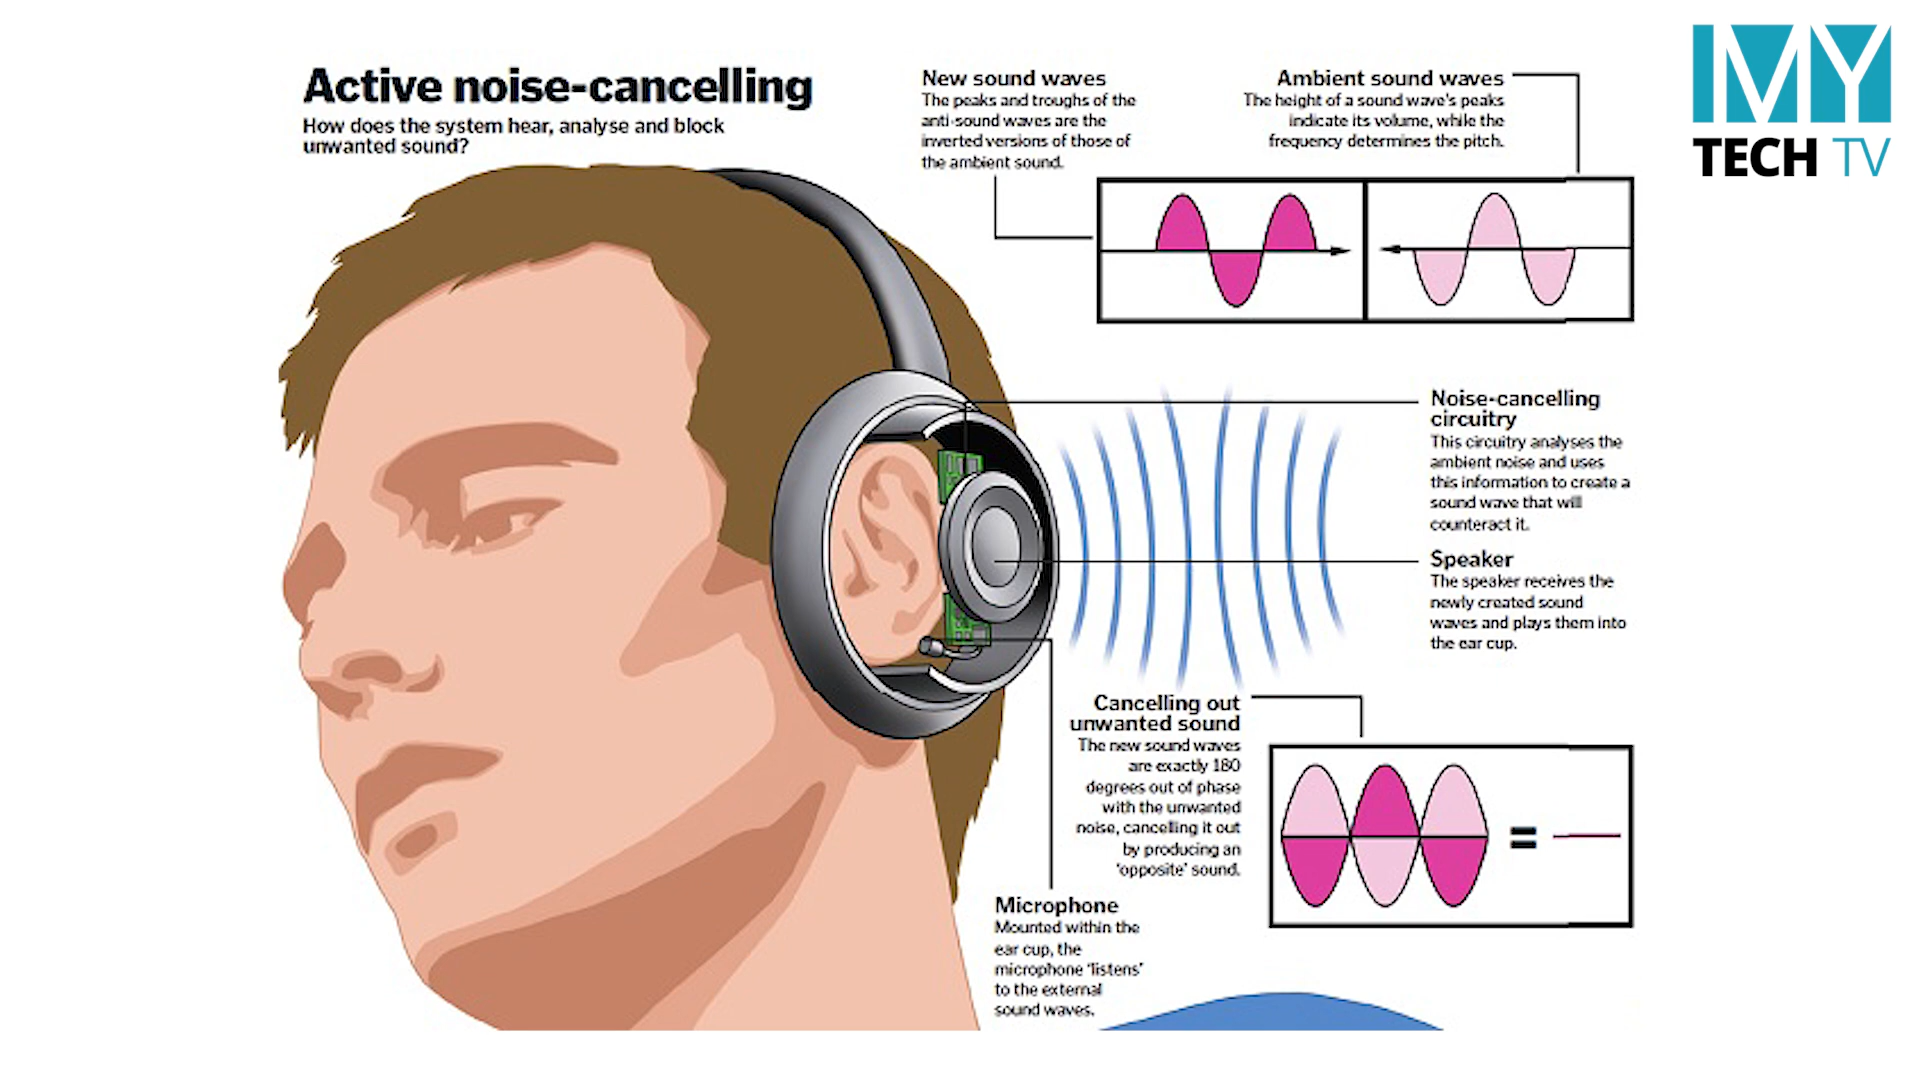 Active noise-cancelling
How does the system hear, analyse and block
unwanted sound?
New sound waves
The peaks and troughs of the
anti-sound waves are the
inverted versions of those of
the ambient sound.
Ambient sound waves
The height of a sound wave's peaks
indicate its volume, while the
frequency determines the pitch.
IMY
TECH TV
Noise-cancelling
circuitry
This circuitry analyses the
ambient noise and uses
this information to create a
sound wave that will
counteract it.
Speaker
The speaker receives the
newly created sound
waves and plays them into
the ear cup.
Cancelling out
unwanted sound
The new sound waves
are exactly 180
degrees out of phase
with the unwanted
noise, cancelling it out
by producing an
'opposite' sound.
=
Microphone
Mounted within the
ear cup, the
microphone 'listens'
to the external
sound waves.